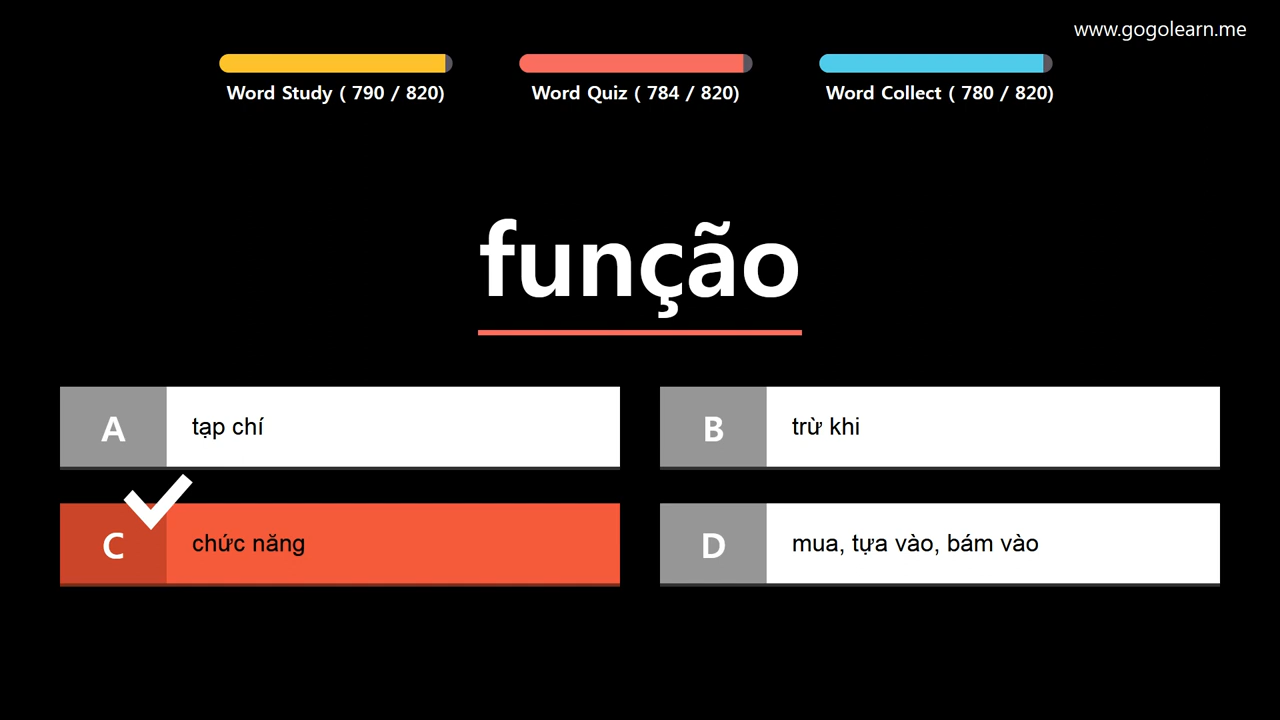 www.gogolearn.me
Word Study ( 790 / 820)
Word Quiz ( 784 / 820)
Word Collect ( 780 / 820)
função
A
tạp chí
B
trừ khi
C
chức năng
D
mua, tựa vào, bám vào